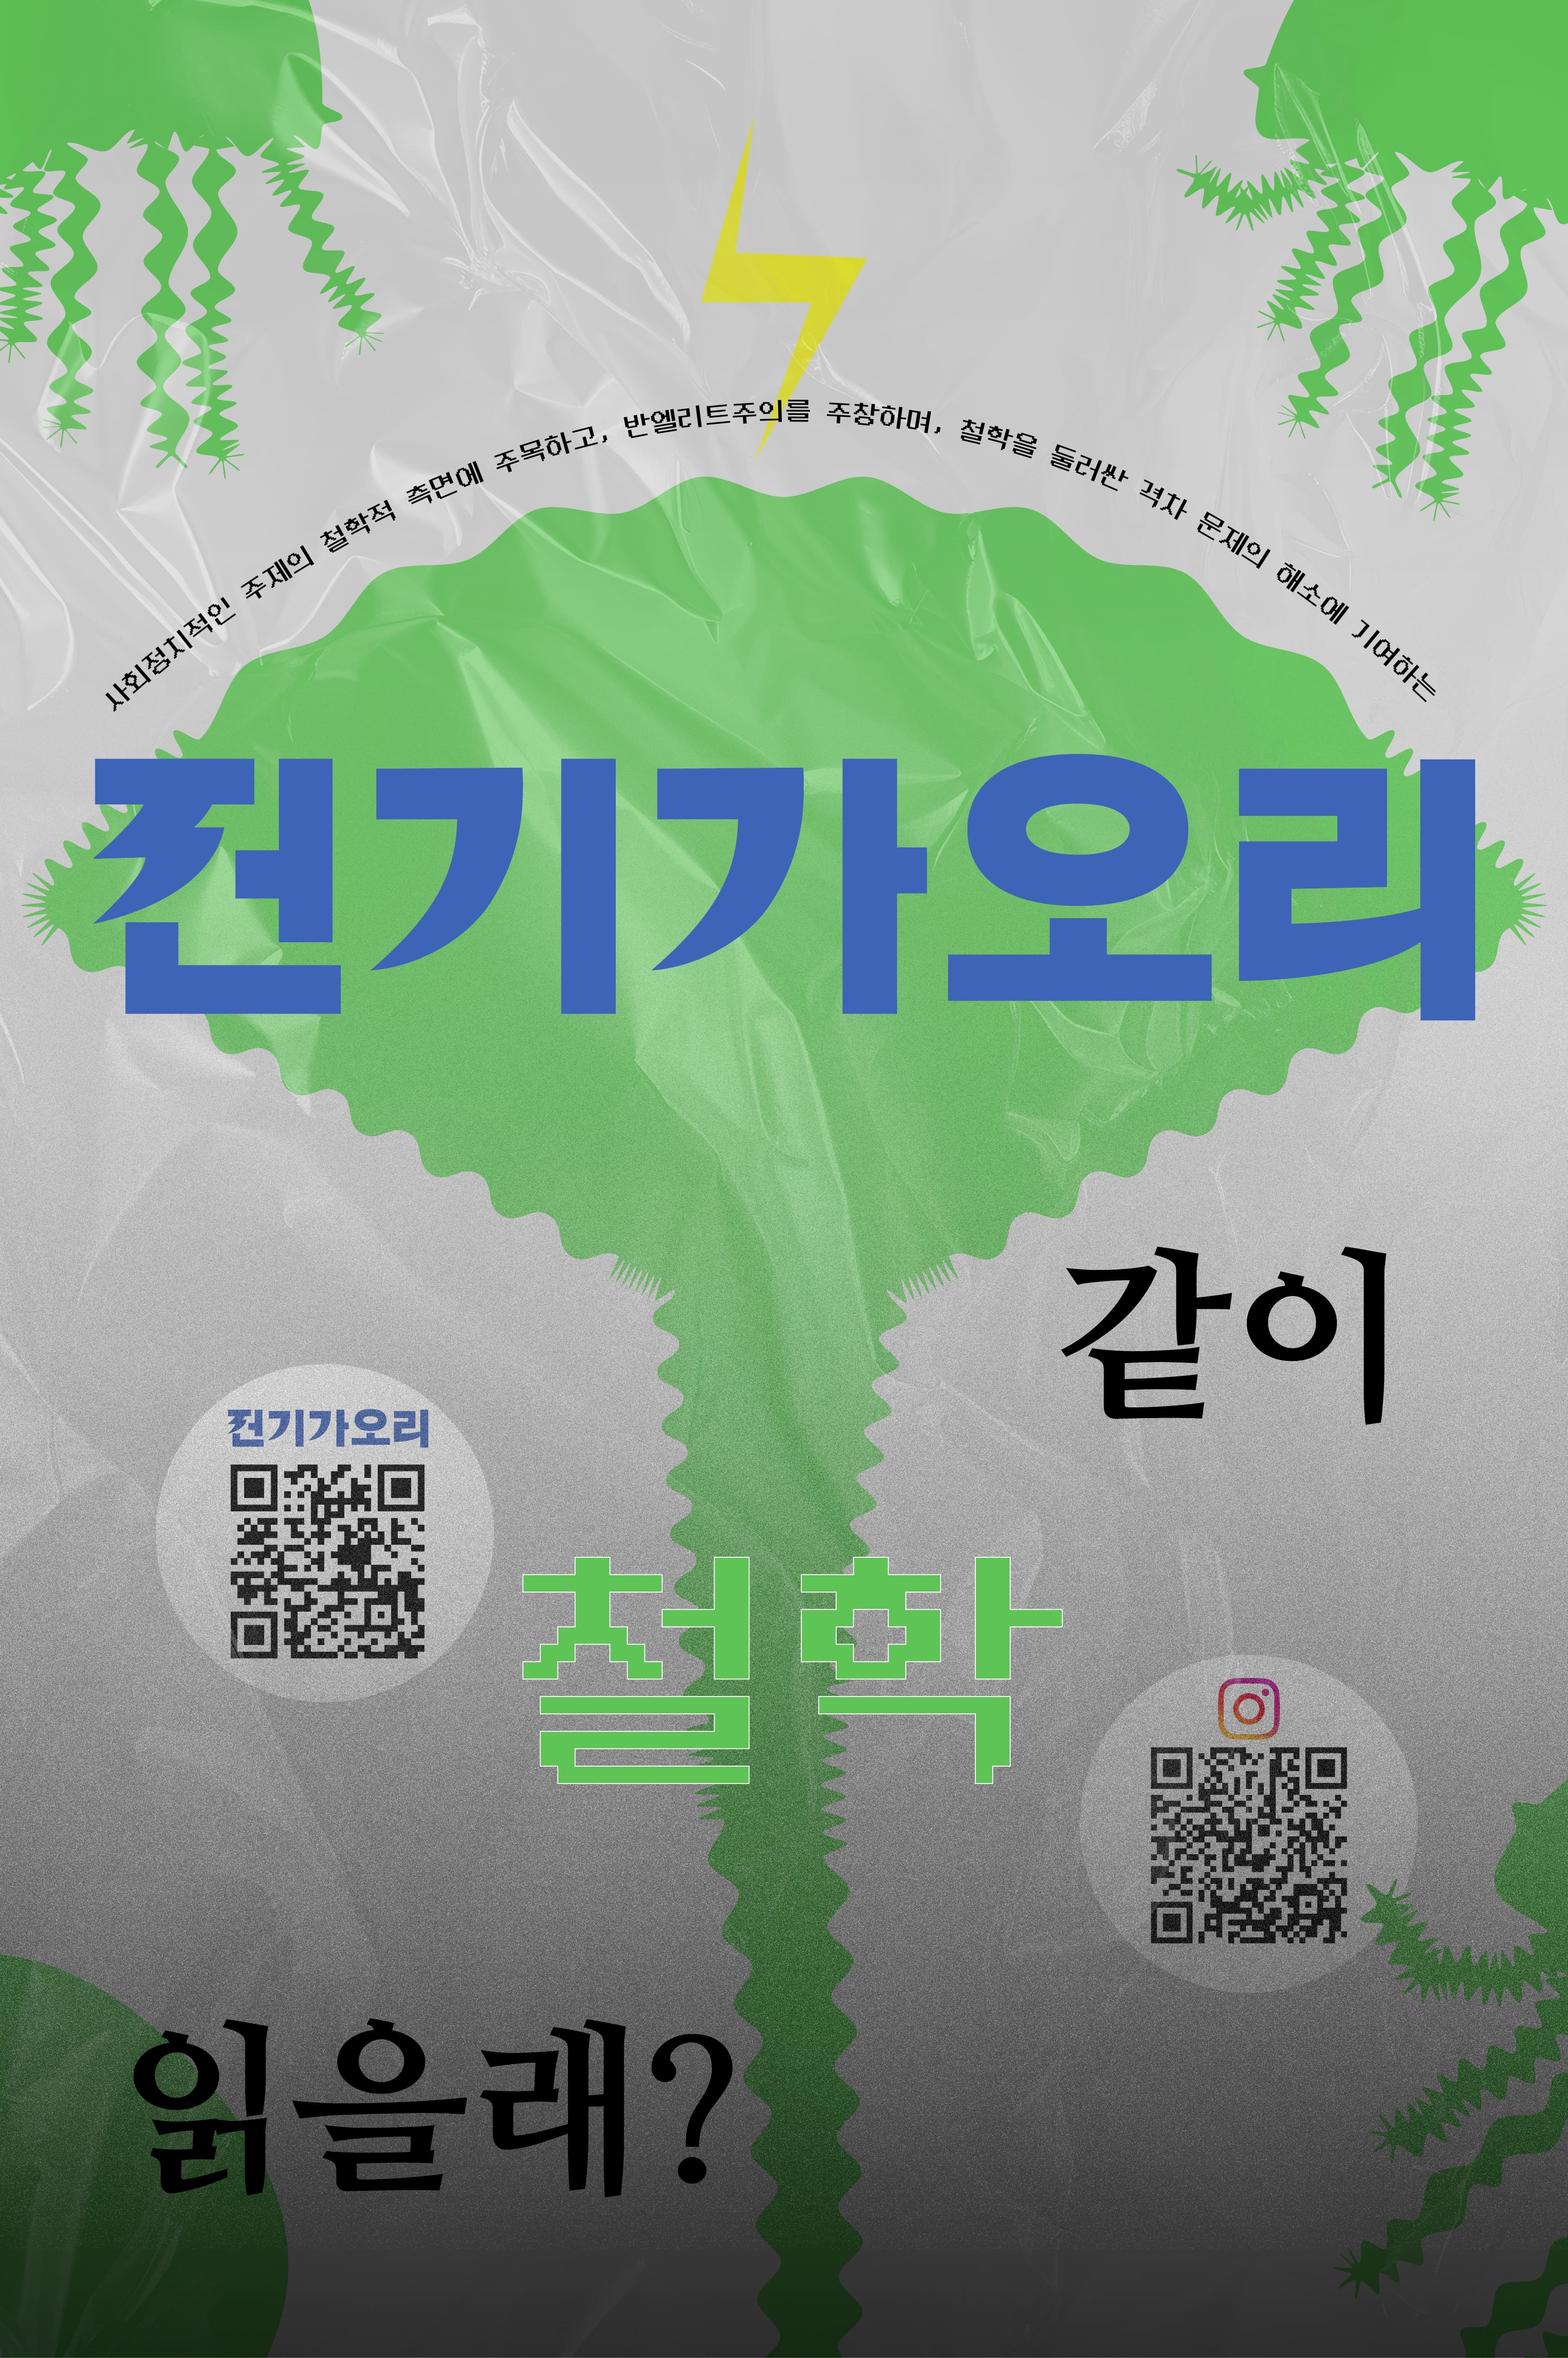 사회정치적인 주제의 철학적 측면에 주목하고, 반엘리트주의를 주창하며, 철학을 둘러싼 격차 문제의 해소에 기여하는
전기가오리
같이
전기가오리
철학
읽을래?